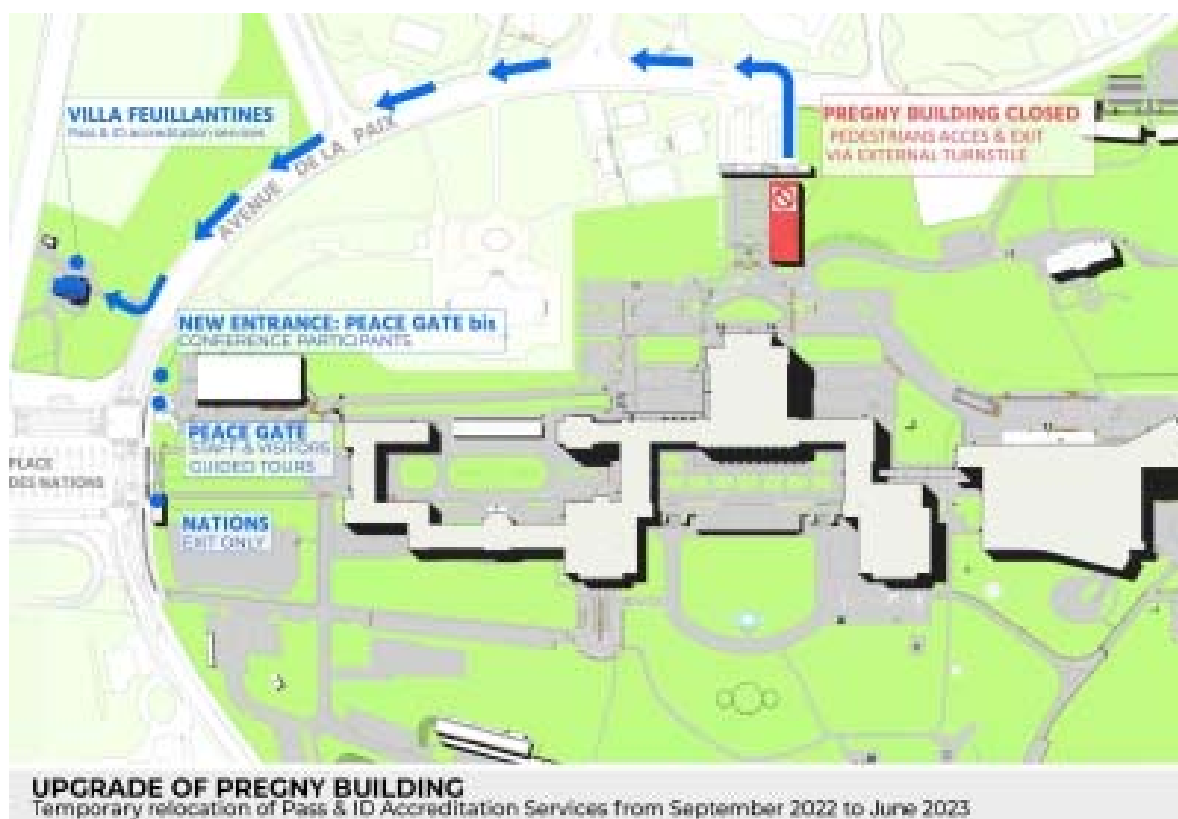 VILLA FEUILLANTINES
Pass & ID accreditation services
AVENUE DE LA PAIX
PREGNY BUILDING CLOSED
PEDESTRIANS ACCES & EXIT
VIA EXTERNAL TURNSTILE
NEW ENTRANCE: PEACE GATE bis
CONFERENCE PARTICIPANTS
PEACE GATE
STAFF & VISITORS
GUIDED TOURS
PLACE
DES NATIONS
NATIONS
EXIT ONLY
UPGRADE OF PREGNY BUILDING
Temporary relocation of Pass & ID Accreditation Services from September 2022 to June 2023